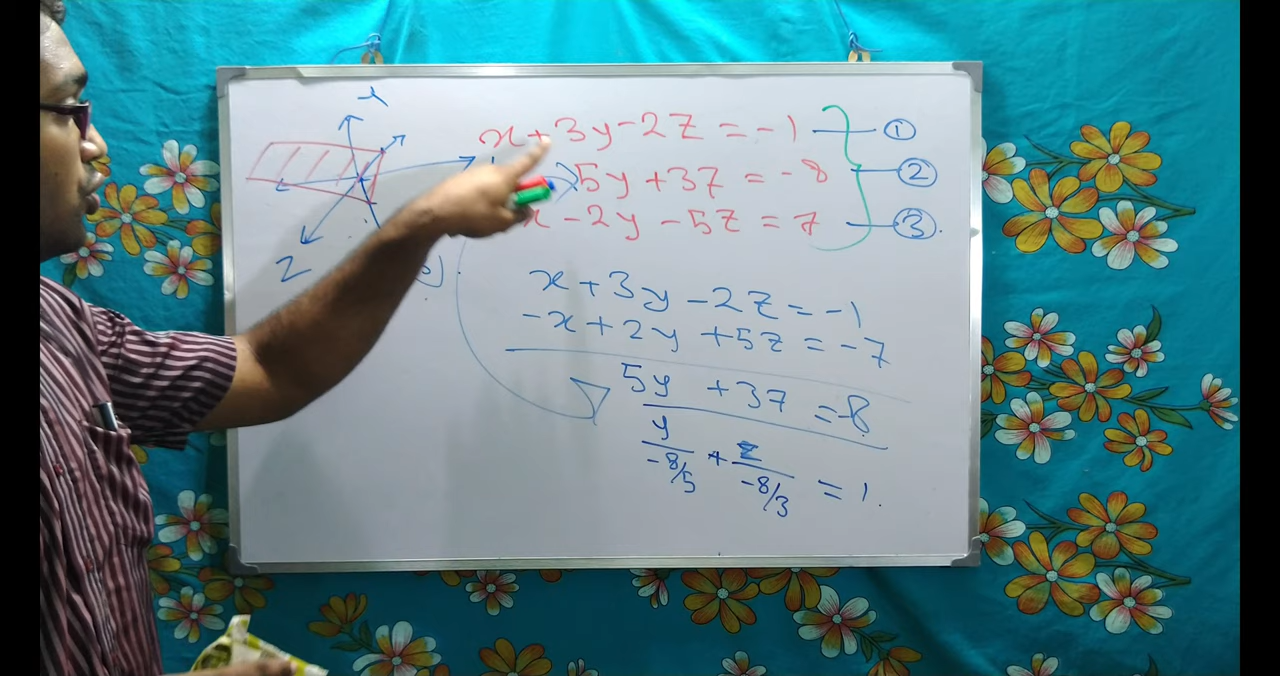 x + 3y - 2z = -1 ①
5y + 3z = -8 ②
x - 2y - 5z = 7 ③.
Z
x + 3y - 2z = -1
-x + 2y + 5z = -7
5y + 3z = -8
y/-8/5 + z/-8/3 = 1.